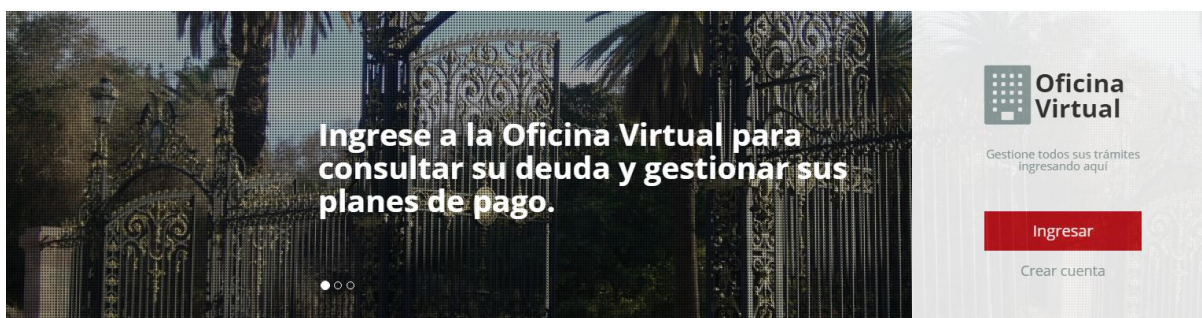 Ingrese a la Oficina Virtual para
consultar su deuda y gestionar sus
planes de pago.
Oficina
Virtual
Gestione todos sus trámites
ingresando aquí
Ingresar
Crear cuenta